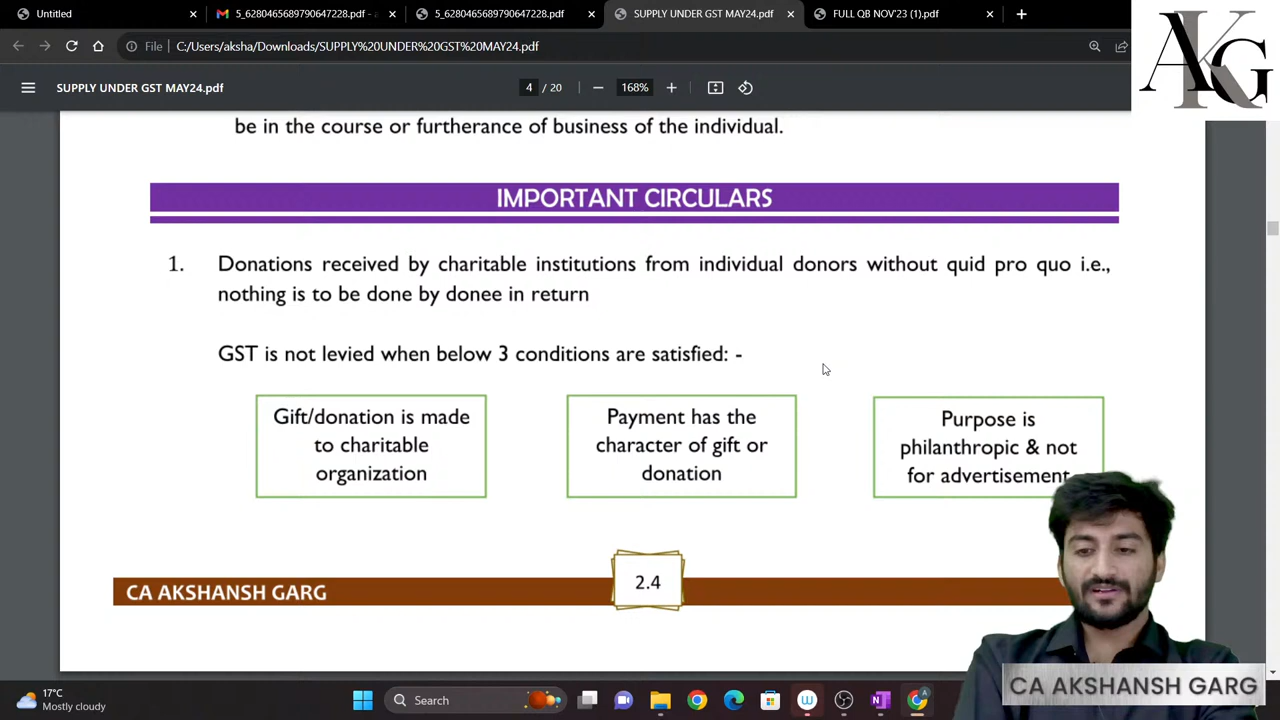 Untitled
5_6280465689790647228.pdf - a
5_6280465689790647228.pdf
SUPPLY UNDER GST MAY24.pdf
FULL QB NOV'23 (1).pdf
File
C:/Users/aksha/Downloads/SUPPLY%20UNDER%20GST%20MAY24.pdf
SUPPLY UNDER GST MAY24.pdf
4 / 20
168%
AKG
be in the course or furtherance of business of the individual.
IMPORTANT CIRCULARS
1. Donations received by charitable institutions from individual donors without quid pro quo i.e.,
nothing is to be done by donee in return
GST is not levied when below 3 conditions are satisfied: -
Gift/donation is made
to charitable
organization
Payment has the
character of gift or
donation
Purpose is
philanthropic & not
for advertisement
CA AKSHANSH GARG
2.4
CA AKSHANSH GARG
17°C
Mostly cloudy
Search